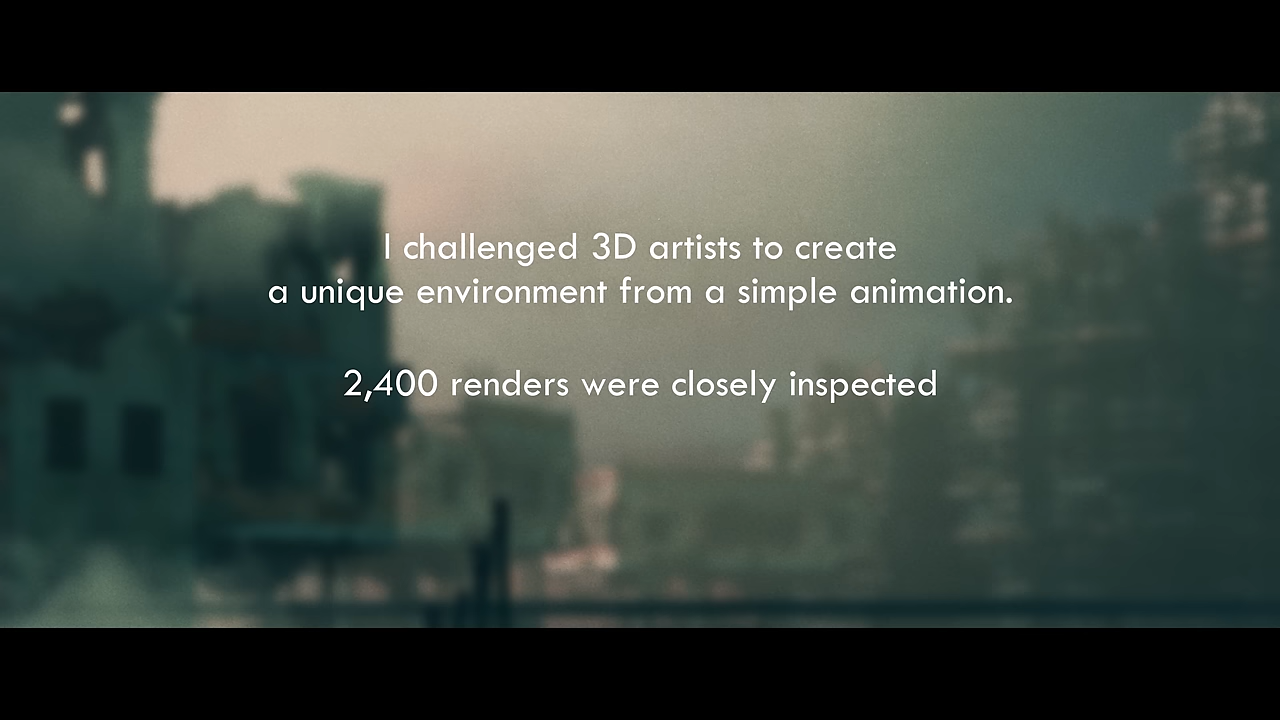 I challenged 3D artists to create
a unique environment from a simple animation.
2,400 renders were closely inspected